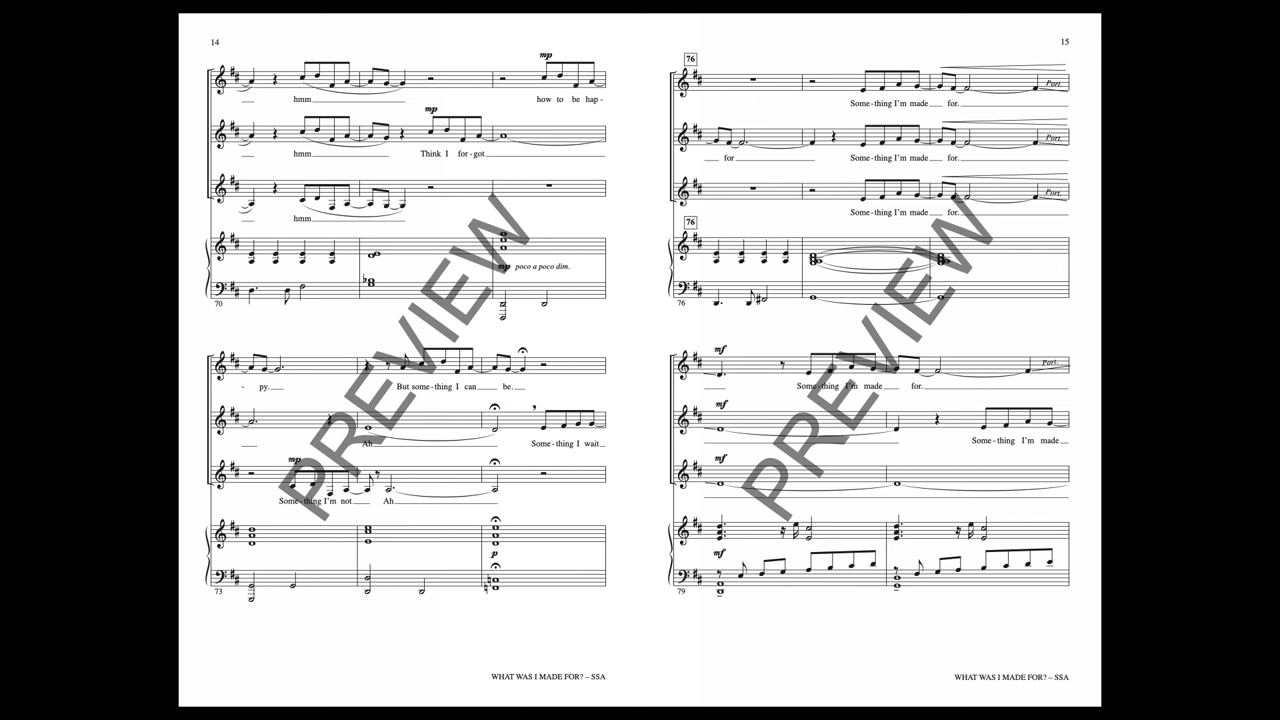 14
mp
hmm
how to be hap-
mp
hmm
Think I for-got
hmm
mp poco a poco dim.
70
- py.
But some-thing I can be.
Ah
Some-thing I wait
mp
Some-thing I'm not Ah
p
73
WHAT WAS I MADE FOR? – SSA
PREVIEW
15
76
Port.
Some-thing I'm made for.
Port.
for Some-thing I'm made for.
Port.
Some-thing I'm made for.
76
76
mf
Port.
Some-thing I'm made for.
mf
Some-thing I'm made
mf
mf
79
WHAT WAS I MADE FOR? – SSA
PREVIEW